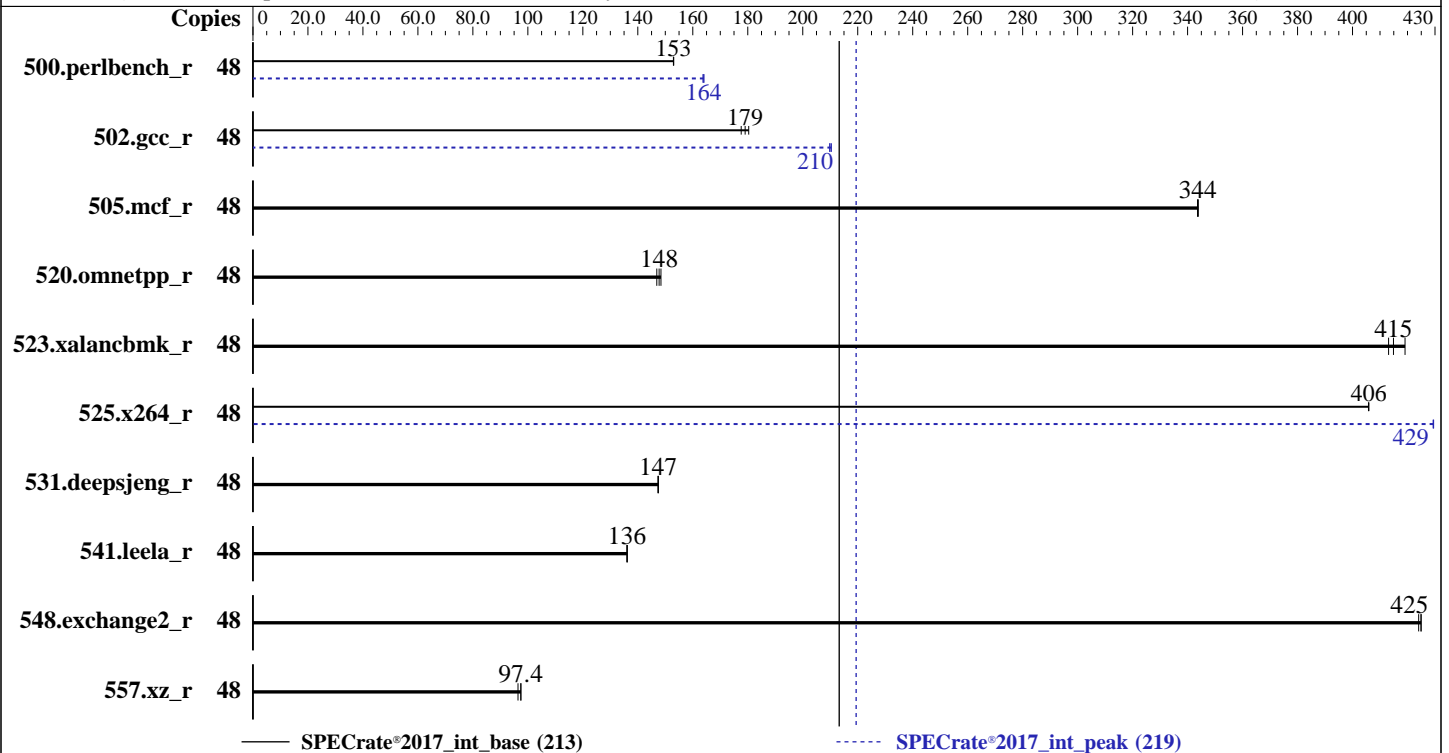 Copies 0 20.0 40.0 60.0 80.0 100 120 140 160 180 200 220 240 260 280 300 320 340 360 380 400 430
153
500.perlbench_r 48
164
179
502.gcc_r 48
210
344
505.mcf_r 48
148
520.omnetpp_r 48
415
523.xalancbmk_r 48
406
525.x264_r 48
429
147
531.deepsjeng_r 48
136
541.leela_r 48
425
548.exchange2_r 48
97.4
557.xz_r 48
SPECrate®2017_int_base (213) SPECrate®2017_int_peak (219)